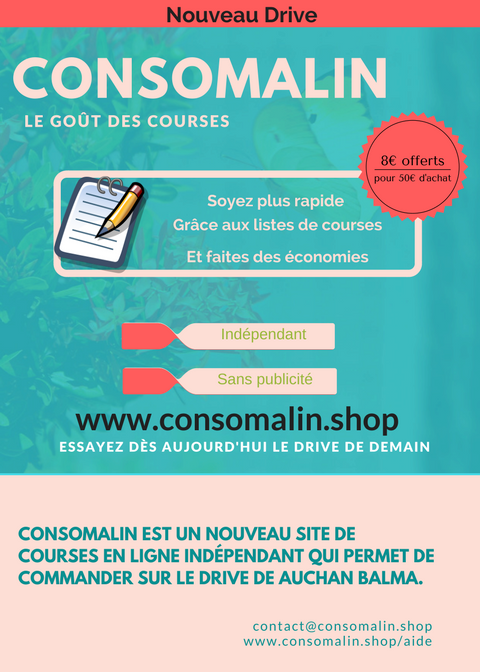 Nouveau Drive
CONSOMALIN
LE GOÛT DES COURSES
8€ offerts
pour 50€ d'achat
Soyez plus rapide
Grâce aux listes de courses
Et faites des économies
Indépendant
Sans publicité
www.consomalin.shop
ESSAYEZ DÈS AUJOURD'HUI LE DRIVE DE DEMAIN
CONSOMALIN EST UN NOUVEAU SITE DE
COURSES EN LIGNE INDÉPENDANT QUI PERMET DE
COMMANDER SUR LE DRIVE DE AUCHAN BALMA.
contact@consomalin.shop
www.consomalin.shop/aide